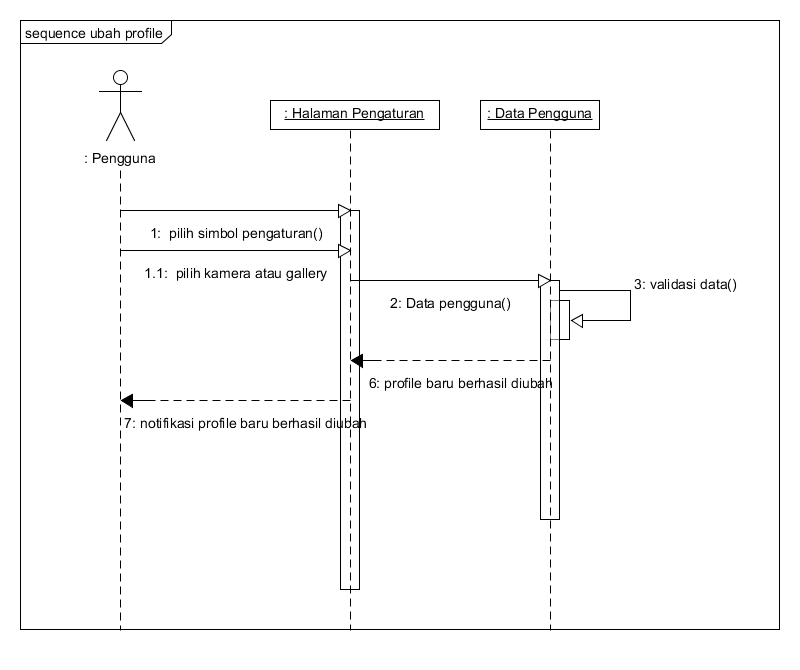 sequence ubah profile
: Pengguna
: Halaman Pengaturan
: Data Pengguna
1: pilih simbol pengaturan()
1.1: pilih kamera atau gallery
2: Data pengguna()
3: validasi data()
6: profile baru berhasil diubah
7: notifikasi profile baru berhasil diubah